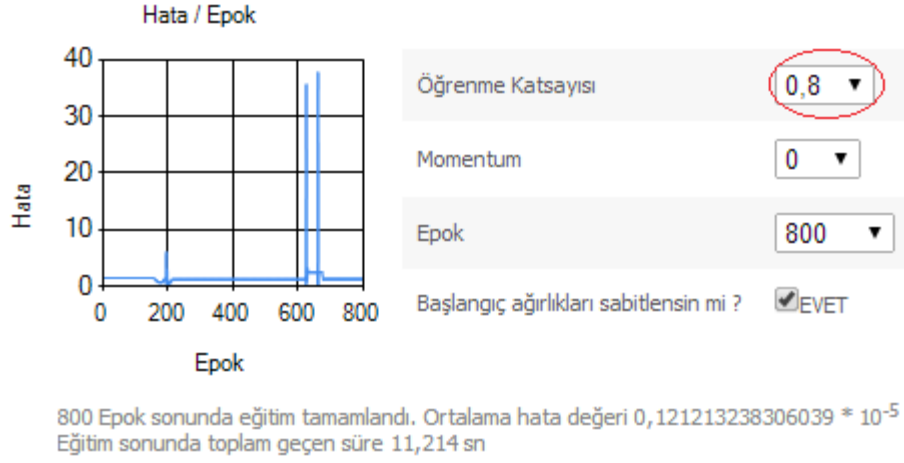 Hata / Epok
40
30
20
10
0
Hata
0 200 400 600 800
Epok
Öğrenme Katsayısı 0,8
Momentum 0
Epok 800
Başlangıç ağırlıkları sabitlensin mi ? EVET
800 Epok sonunda eğitim tamamlandı. Ortalama hata değeri 0,121213238306039 * 10⁻⁵
Eğitim sonunda toplam geçen süre 11,214 sn